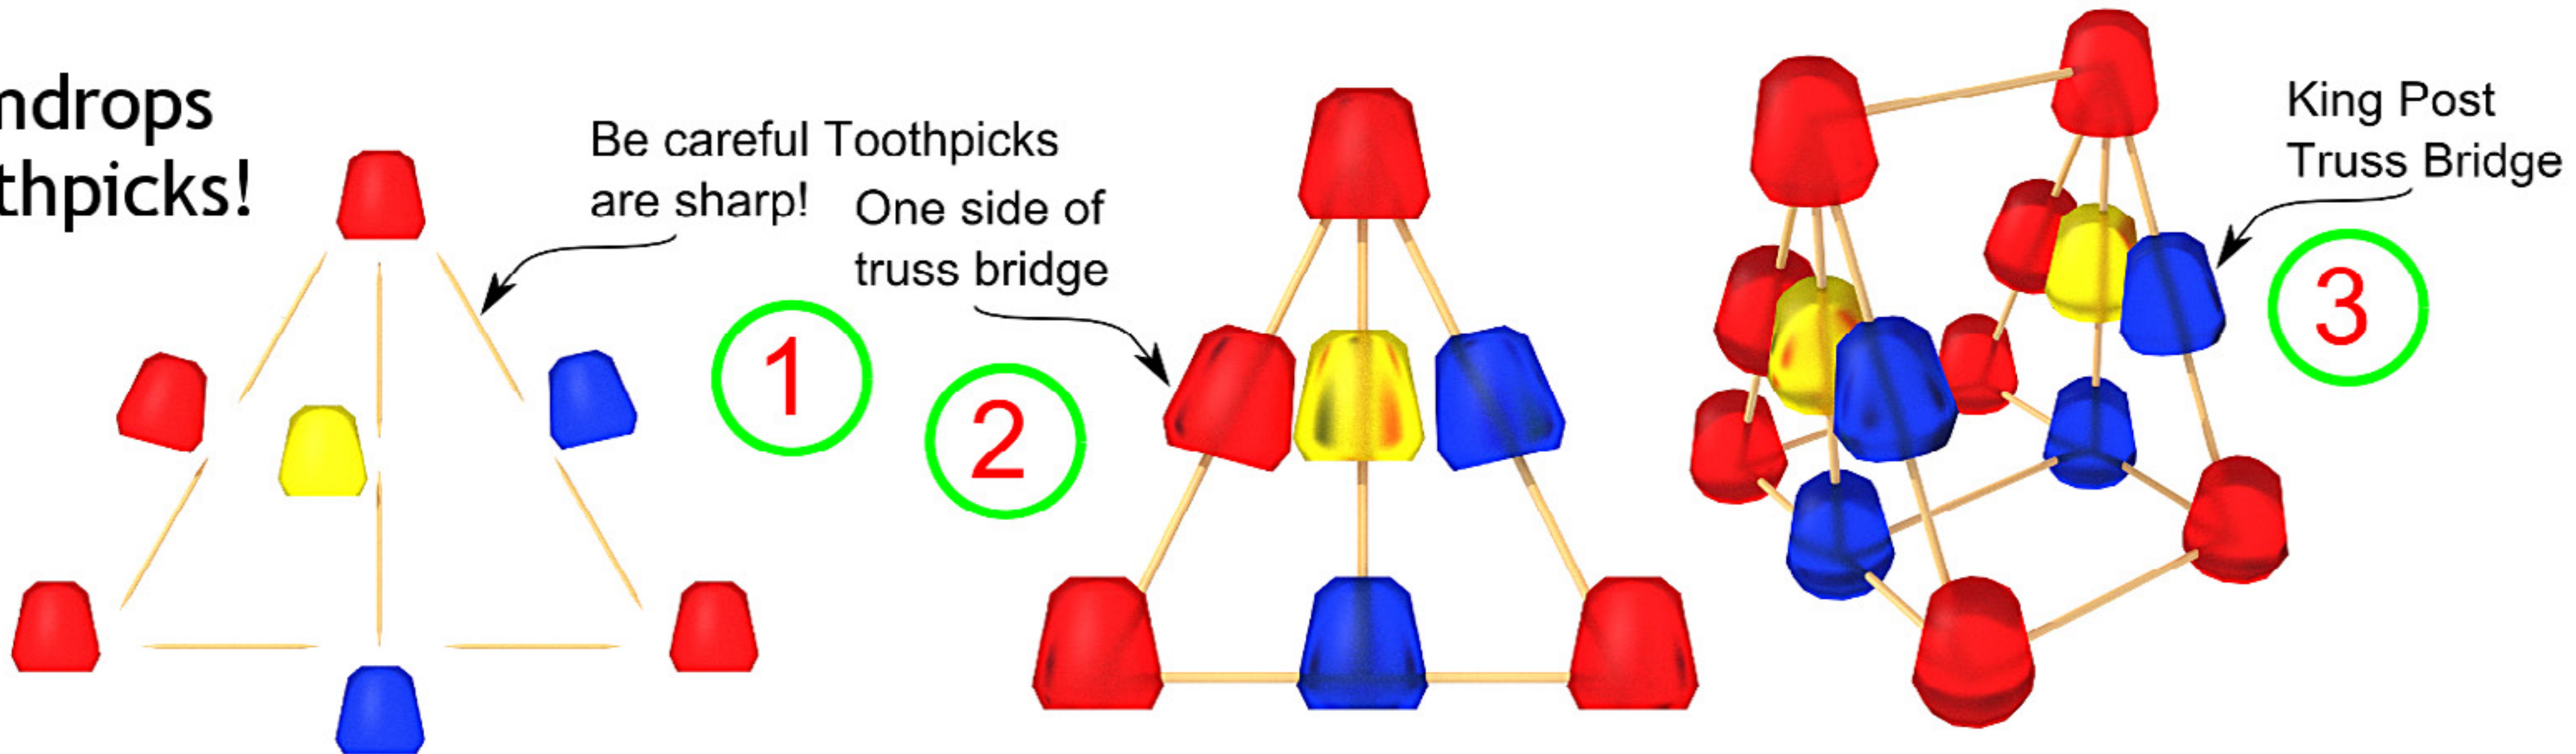 ndrops
thpicks!
Be careful Toothpicks
are sharp!
1
One side of
truss bridge
2
King Post
Truss Bridge
3